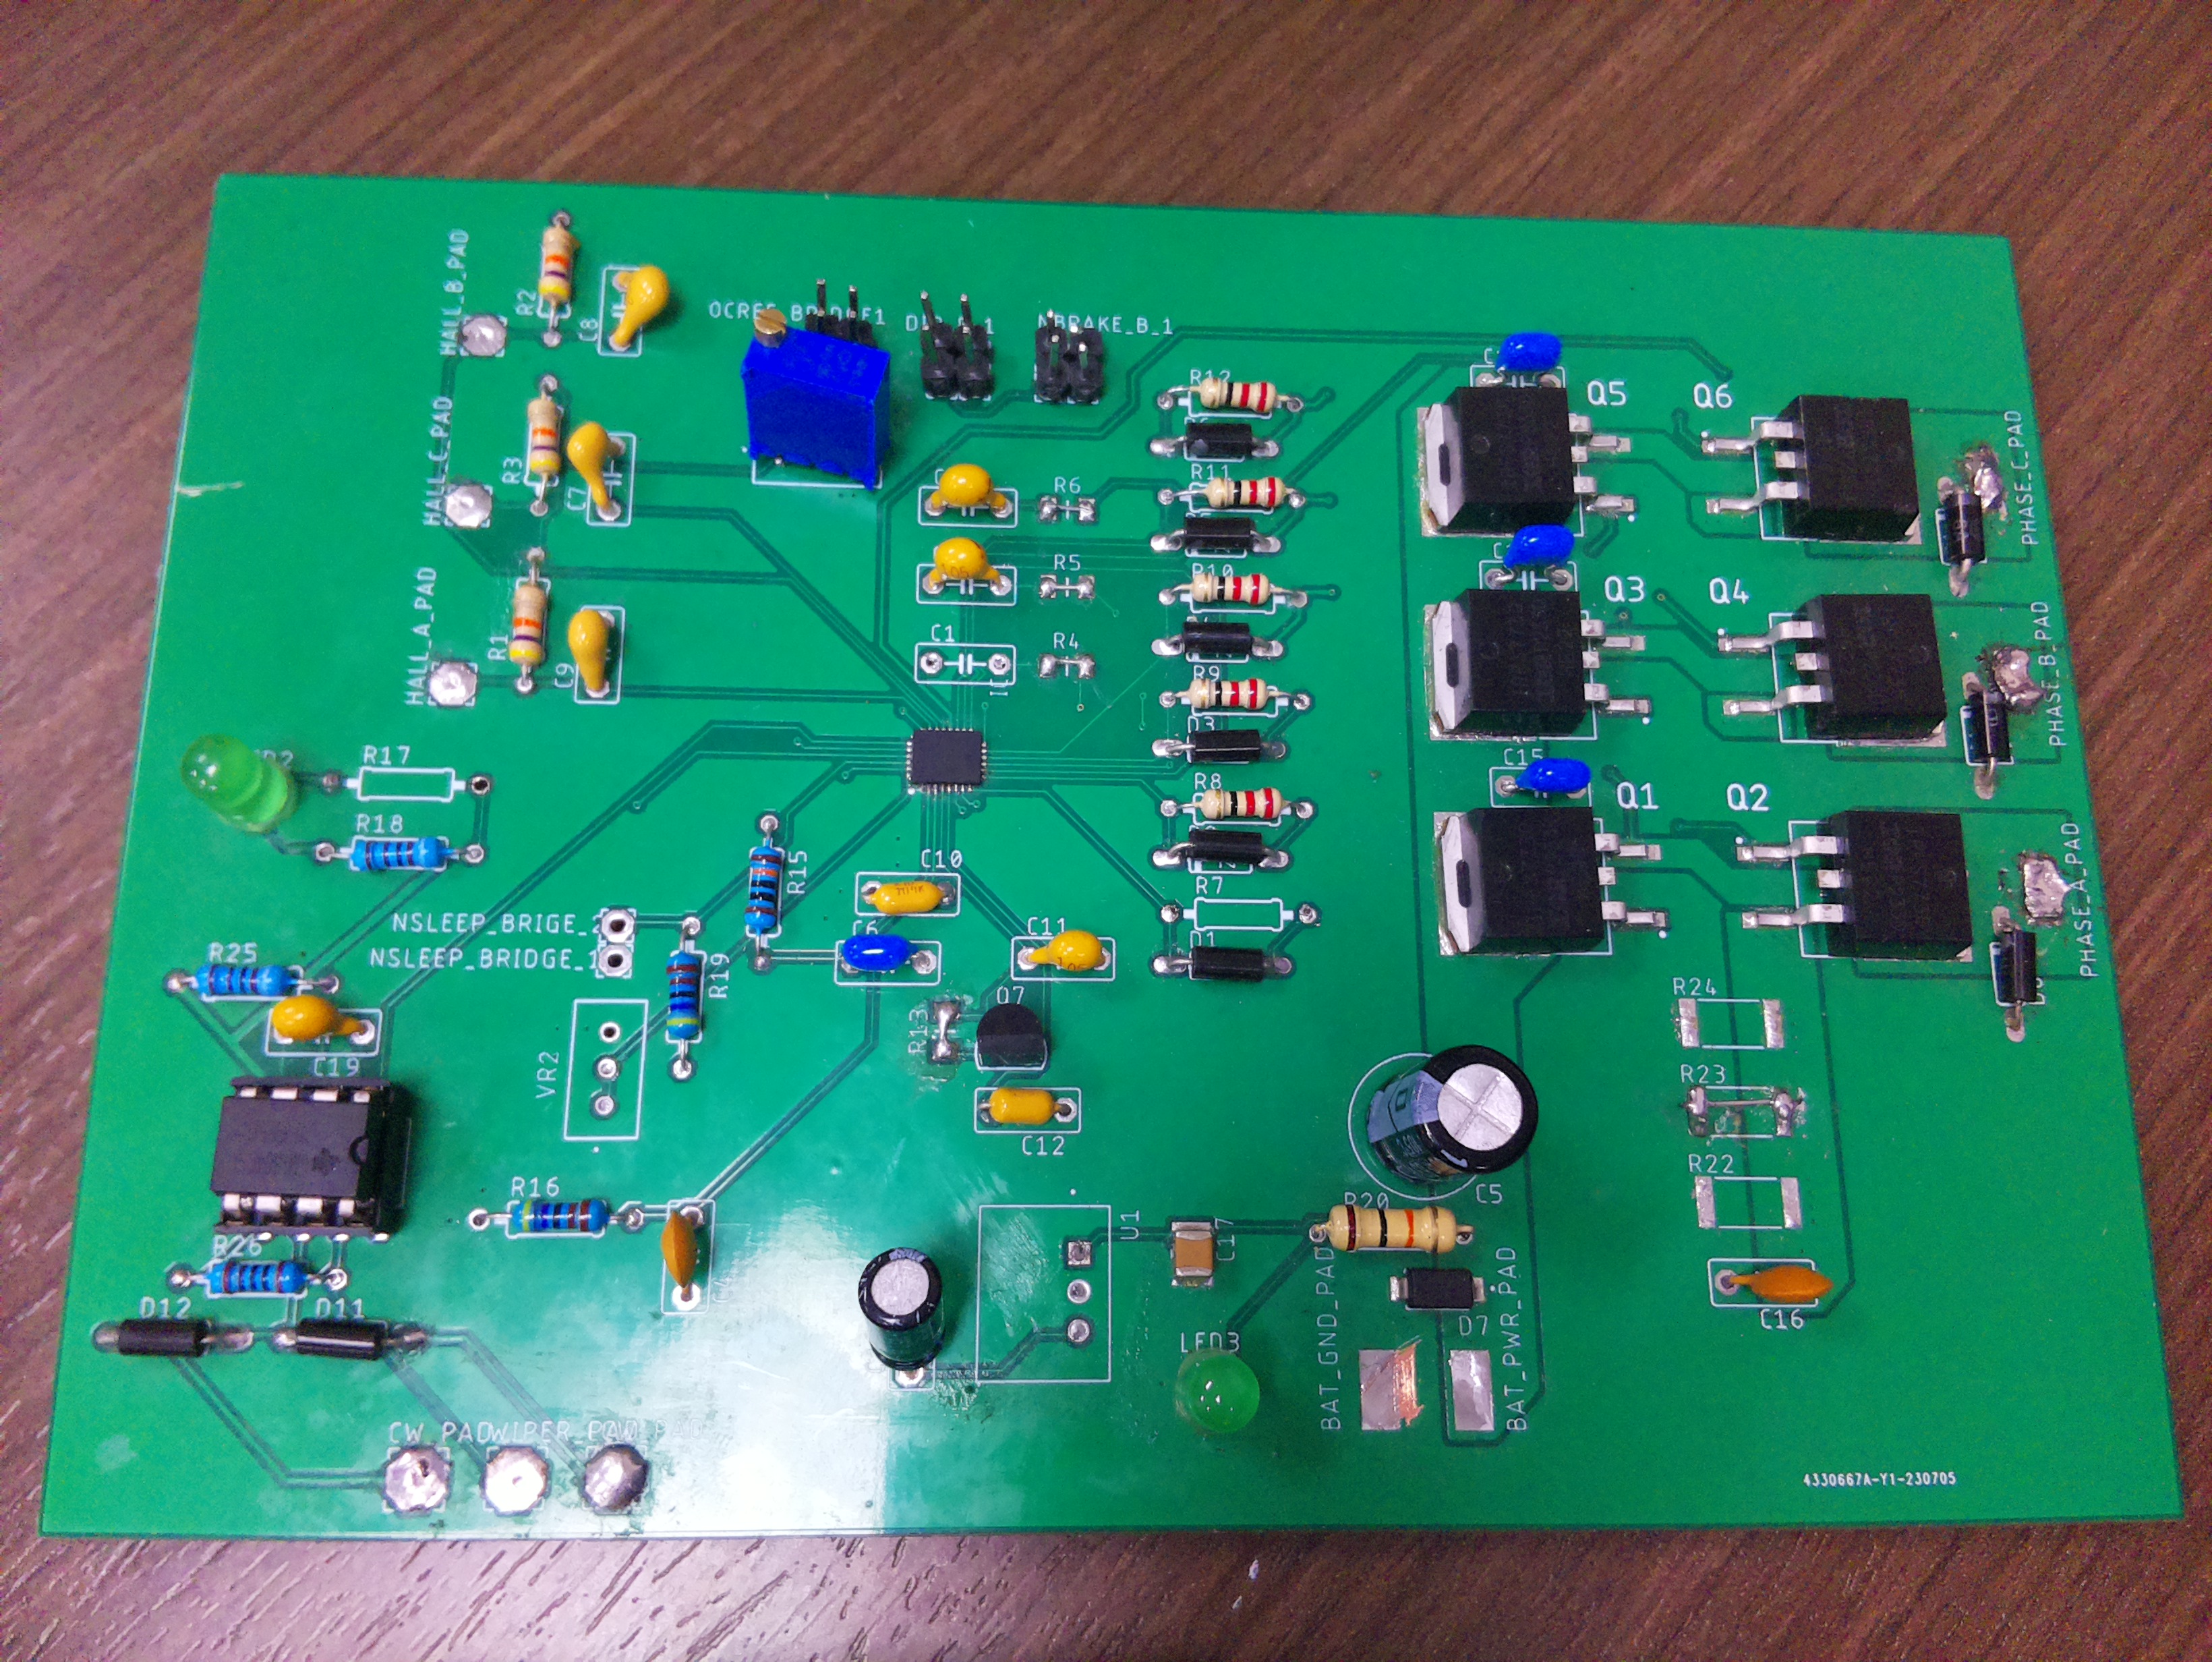 HALL_B_PAD
R2
C8
NBRAKE_B_1
HALL_C_PAD
R3
C7
R12
Q5
Q6
PHASE_C_PAD
R11
R6
HALL_A_PAD
R1
C9
R5
R10
Q3
Q4
PHASE_B_PAD
C1
R4
R9
D3
R17
R18
C15
Q1
Q2
PHASE_A_PAD
R8
R15
C10
R7
NSLEEP_BRIGE_2
NSLEEP_BRIDGE_1
C6
C11
D1
R25
R19
Q7
R13
R24
C19
VR2
R23
C12
R22
R16
C5
R20
U1
C17
R26
C16
D12
D11
LED3
D7
BAT_GND_PAD
BAT_PWR_PAD
CW_PAD
4330667A-Y1-230705